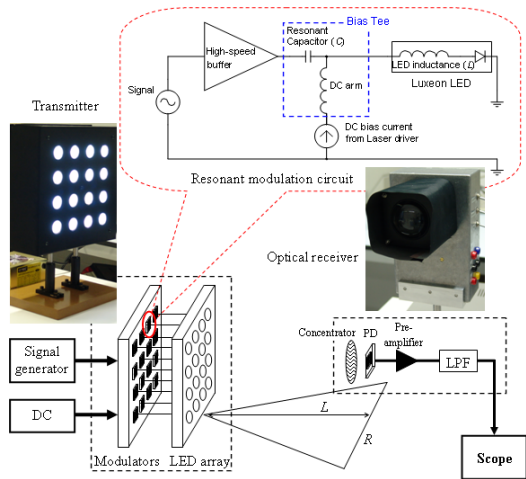 Bias Tee
Resonant
Capacitor (C)
High-speed
buffer
LED inductance (L)
Luxeon LED
DC arm
Signal
DC bias current
from Laser driver
Transmitter
Resonant modulation circuit
Optical receiver
Concentrator
PD
Pre-
amplifier
LPF
Signal
generator
DC
L
R
Modulators
LED array
Scope